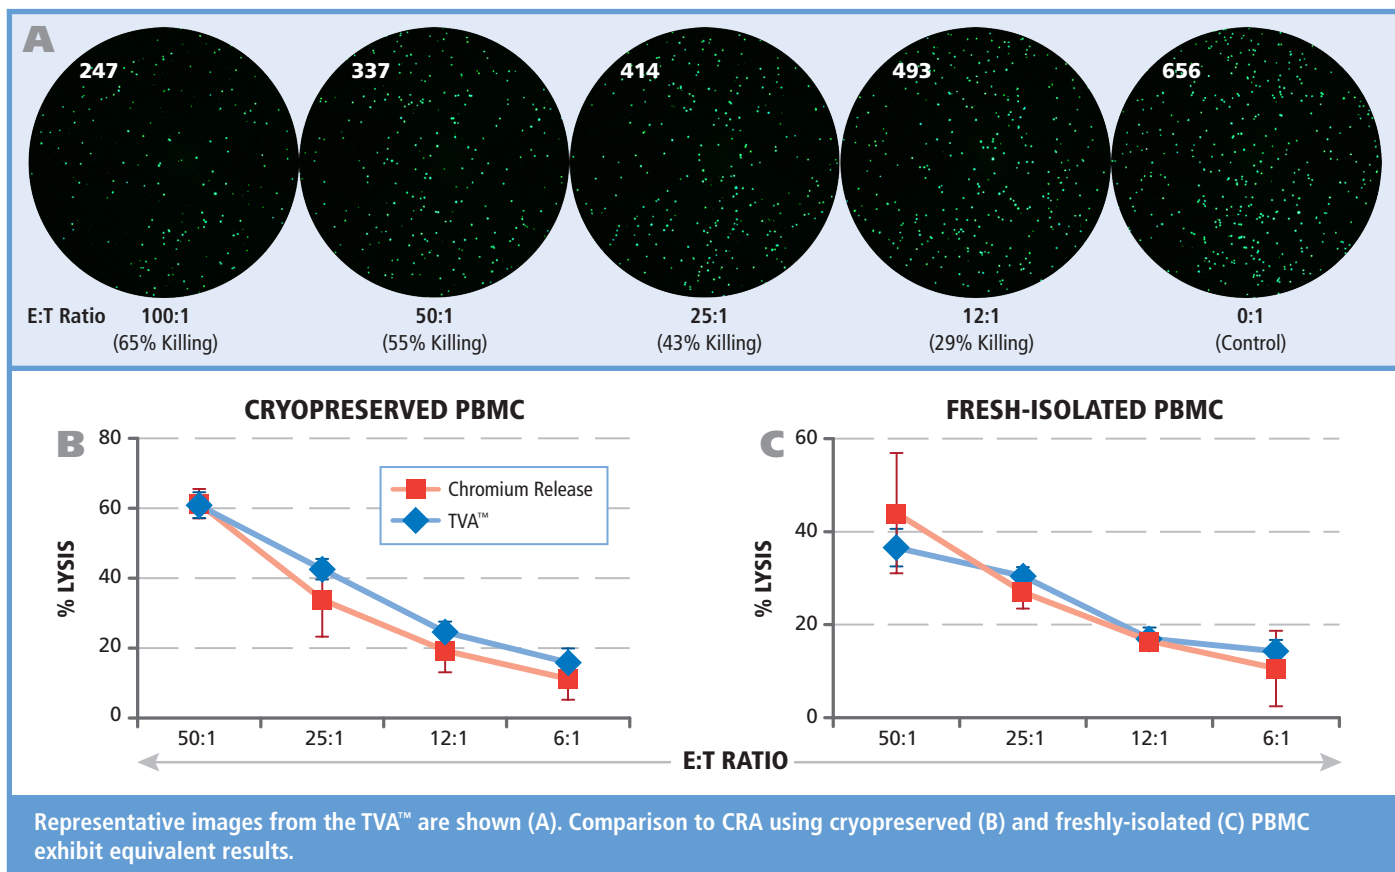 A
247 337 414 493 656
E:T Ratio 100:1 50:1 25:1 12:1 0:1
(65% Killing) (55% Killing) (43% Killing) (29% Killing) (Control)
CRYOPRESERVED PBMC
B
80
60
40
20
0
% LYSIS
Chromium Release
TVA™
50:1 25:1 12:1 6:1
FRESH-ISOLATED PBMC
C
60
40
20
0
% LYSIS
50:1 25:1 12:1 6:1
E:T RATIO
Representative images from the TVA™ are shown (A). Comparison to CRA using cryopreserved (B) and freshly-isolated (C) PBMC
exhibit equivalent results.